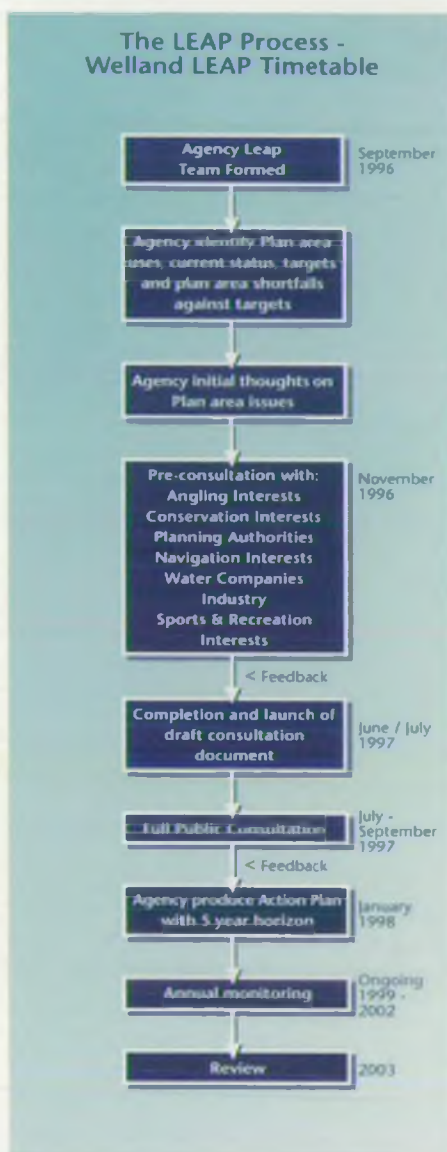 The LEAP Process -
Welland LEAP Timetable
Agency Leap
Team Formed
September
1996
Agency identify Plan area
uses, current status, targets
and plan area shortfalls
against targets
Agency initial thoughts on
Plan area issues
Pre-consultation with:
Angling Interests
Conservation Interests
Planning Authorities
Navigation Interests
Water Companies
Industry
Sports & Recreation
Interests
November
1996
< Feedback
Completion and launch of
draft consultation
document
June / July
1997
Full Public Consultation
July -
September
1997
< Feedback
Agency produce Action Plan
with 5 year horizon
January
1998
Annual monitoring
Ongoing
1999 -
2002
Review
2003